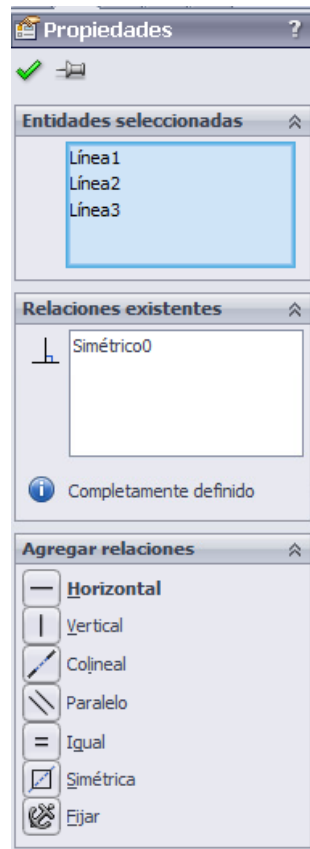 Propiedades ?
Entidades seleccionadas
Línea1
Línea2
Línea3
Relaciones existentes
Simétrico0
Completamente definido
Agregar relaciones
Horizontal
Vertical
Colineal
Paralelo
Igual
Simétrica
Fijar